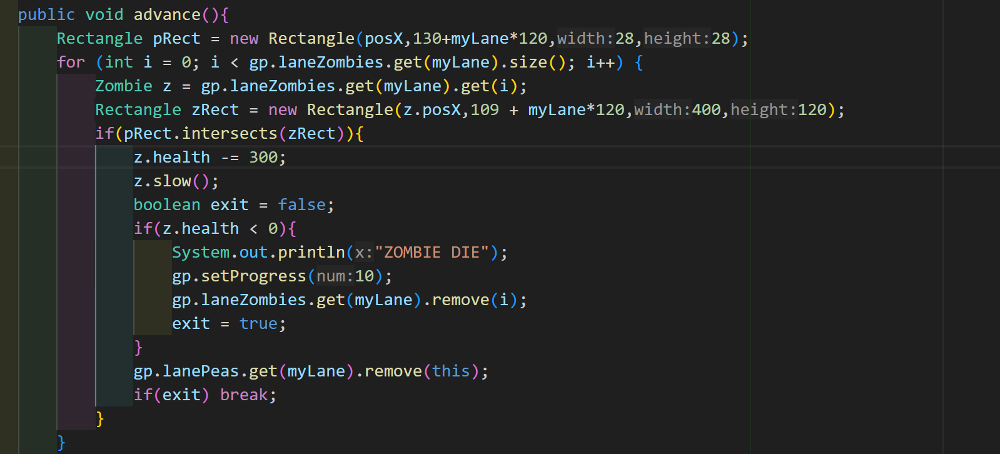 public void advance(){
Rectangle pRect = new Rectangle(posX,130+myLane*120,width:28,height:28);
for (int i = 0; i < gp.laneZombies.get(myLane).size(); i++) {
Zombie z = gp.laneZombies.get(myLane).get(i);
Rectangle zRect = new Rectangle(z.posX,109 + myLane*120,width:400,height:120);
if(pRect.intersects(zRect)){
z.health -= 300;
z.slow();
boolean exit = false;
if(z.health < 0){
System.out.println(x:"ZOMBIE DIE");
gp.setProgress(num:10);
gp.laneZombies.get(myLane).remove(i);
exit = true;
}
gp.lanePeas.get(myLane).remove(this);
if(exit) break;
}
}